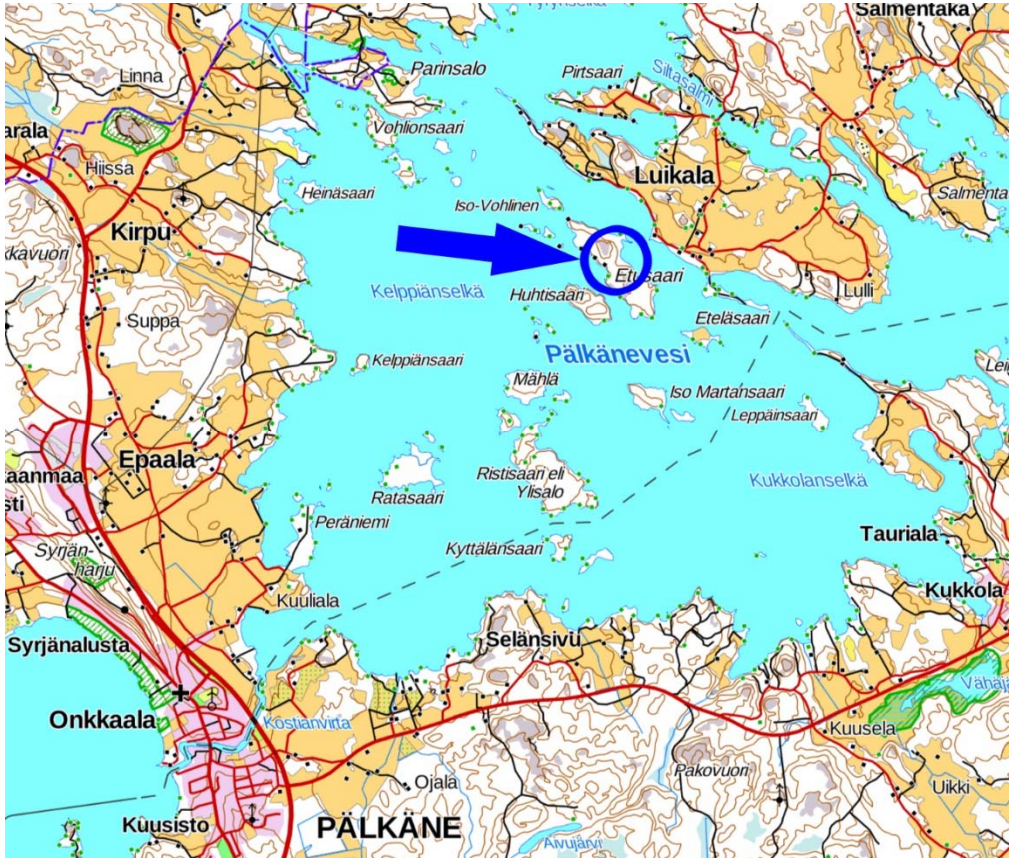 Salmentaka
Parinsalo
Linna
Pirtsaari
Siltasalmi
Vohlionsaari
arala
Hiissa
Luikala
Heinäsaari
Salmenta
Iso-Vohlinen
Kirpu
kkavuori
Etusaari
Lulli
Kelppiänselkä
Huhtisaari
Suppa
Eteläsaari
Pälkänevesi
Kelppiänsaari
Mählä
Iso Martansaari
Leppäinsaari
Epaala
aanmaa
sti
Ristisaari eli
Ylisalo
Kukkolanselkä
Ratasaari
Peräniemi
Tauriala
Kyttälänsaari
Syrjän-
harju
Kukkola
Kuuliala
Selänsivu
Syrjänalusta
Vähäjä
Onkkaala
Kostianvirta
Kuusela
Pakovuori
Ojala
Uikki
Kuusisto
PÄLKÄNE
Aivujärvi